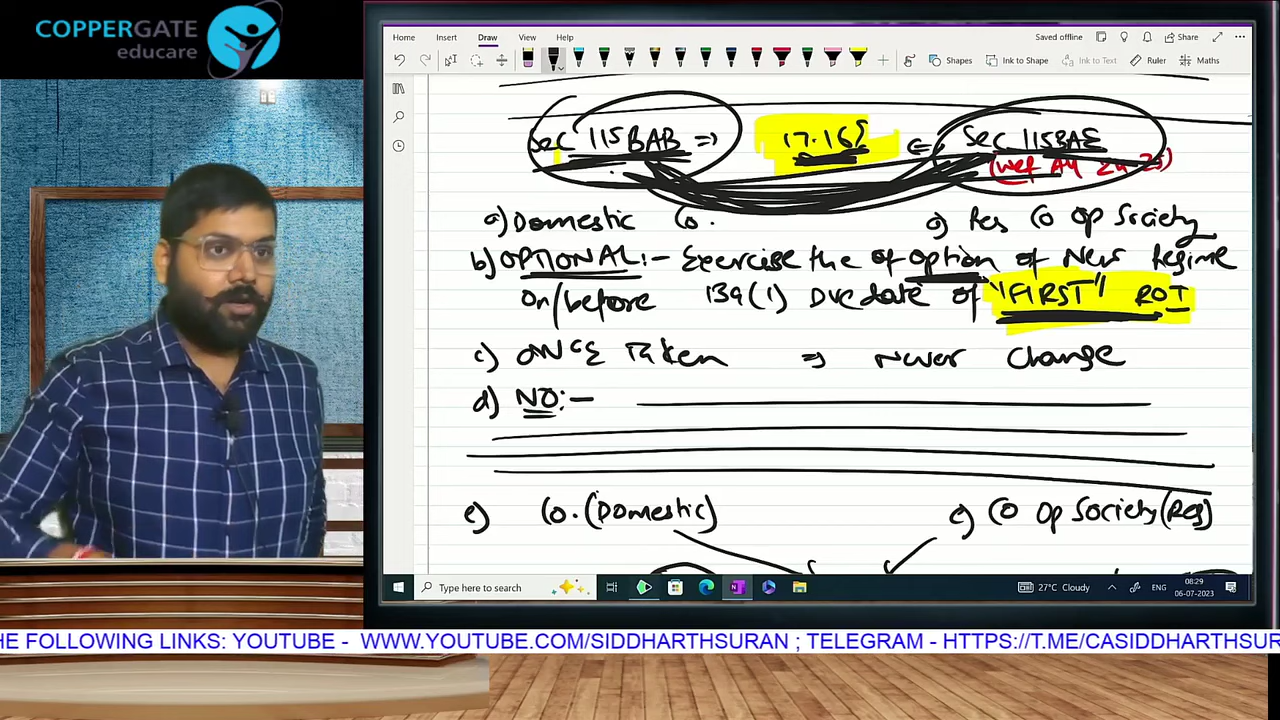 COPPERGATE
educare
Home Insert Draw View Help
Saved offline Share
Shapes Ink to Shape Ink to Text Ruler Maths
Sec 115BAB => 17.16% <= Sec 115BAE
(wef AY 24-25)
a) Domestic Co. a) Res Co Op Society
b) OPTIONAL:- Exercise the of option of New Regime
On/before 139(1) Due date of "FIRST" ROI
c) ONCE Taken => Never Change
d) NO:-
e) Co. (Domestic) e) Co Op Society (Res)
Type here to search
27°C Cloudy
ENG
08:29
06-07-2023
HE FOLLOWING LINKS: YOUTUBE - WWW.YOUTUBE.COM/SIDDHARTHSURAN ; TELEGRAM - HTTPS://T.ME/CASIDDHARTHSUR